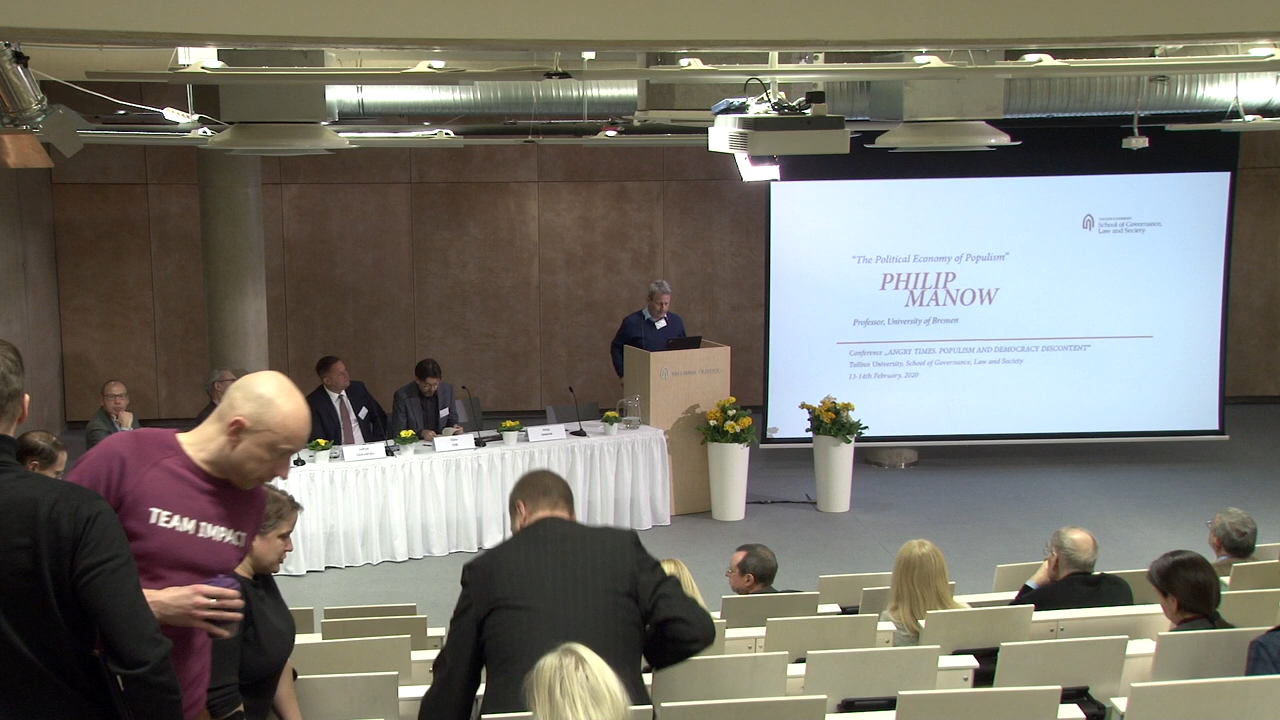 School of Governance,
Law and Society
"The Political Economy of Populism"
PHILIP
MANOW
Professor, University of Bremen
Conference „ANGRY TIMES. POPULISM AND DEMOCRACY DISCONTENT"
Tallinn University, School of Governance, Law and Society
13-14th February, 2020
TEAM IMPACT